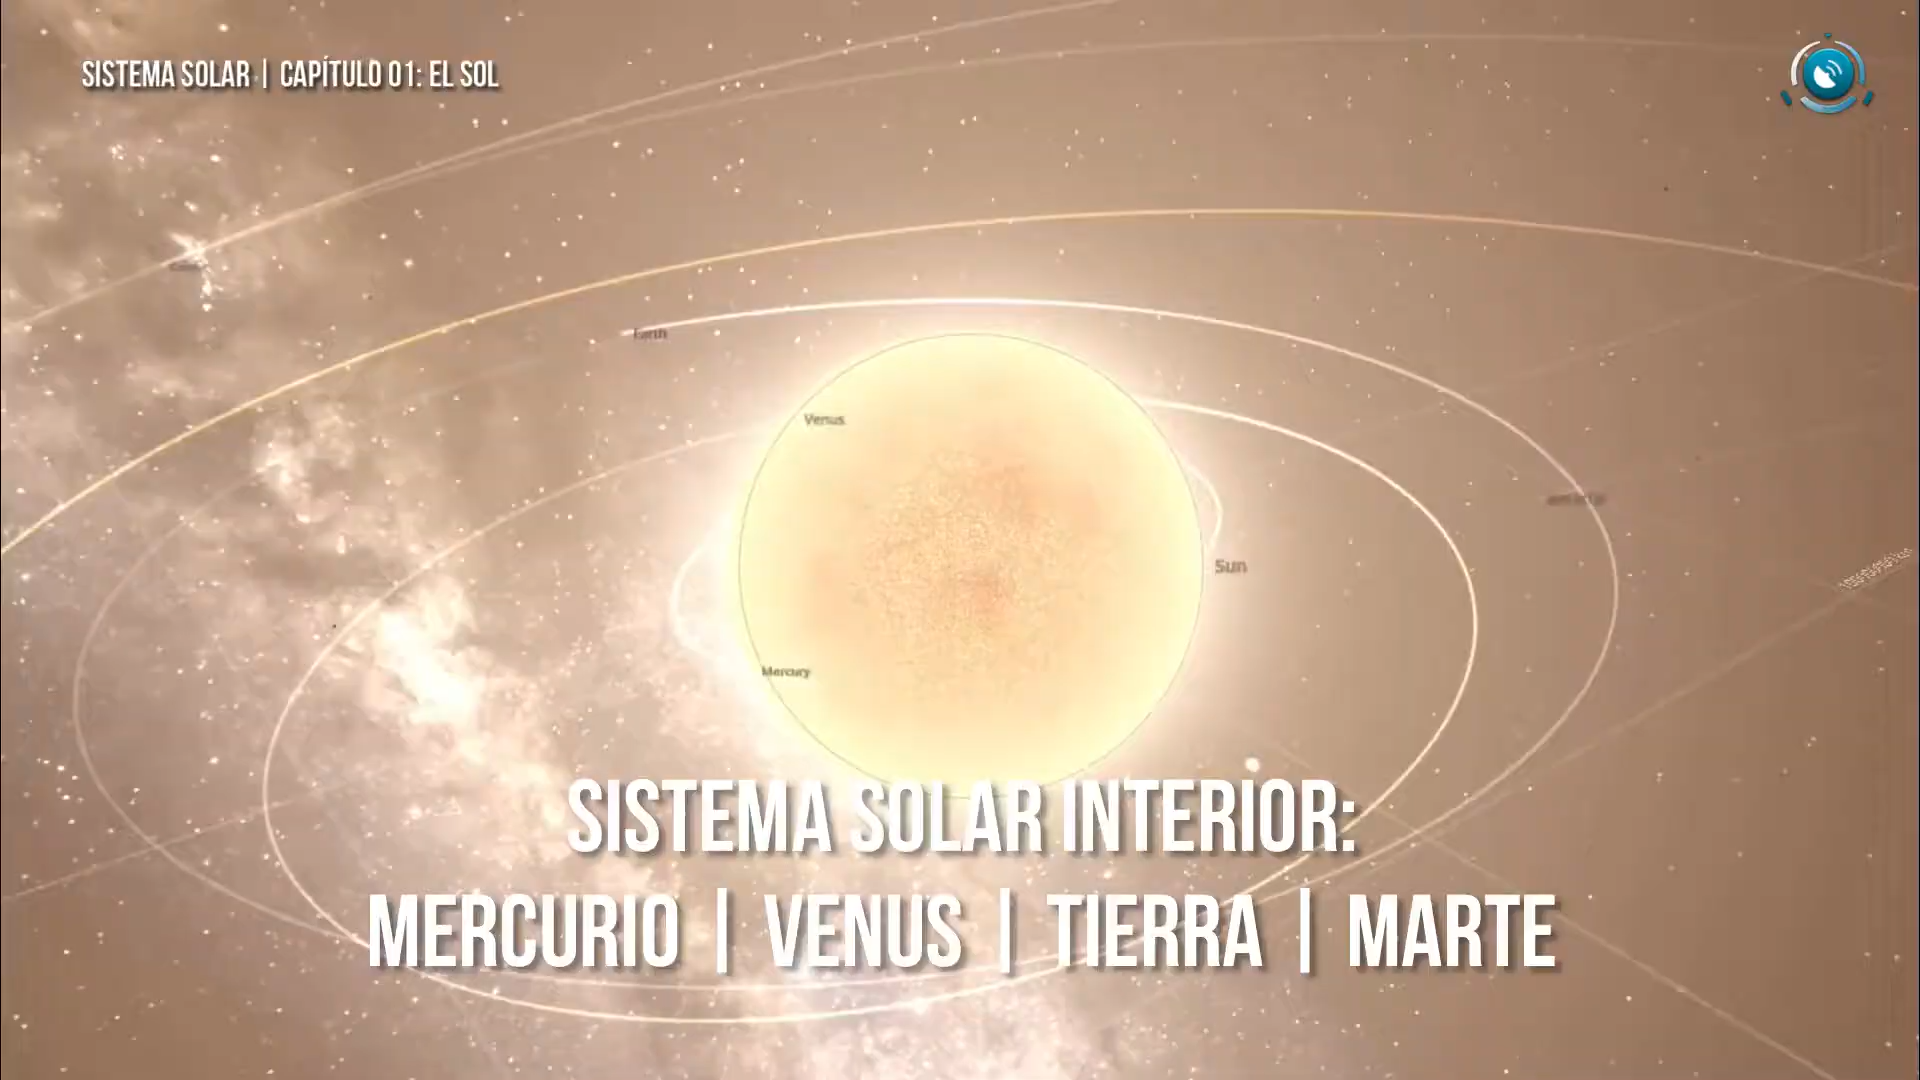 SISTEMA SOLAR | CAPÍTULO 01: EL SOL
Earth
Venus
Sun
Mercury
SISTEMA SOLAR INTERIOR:
MERCURIO | VENUS | TIERRA | MARTE